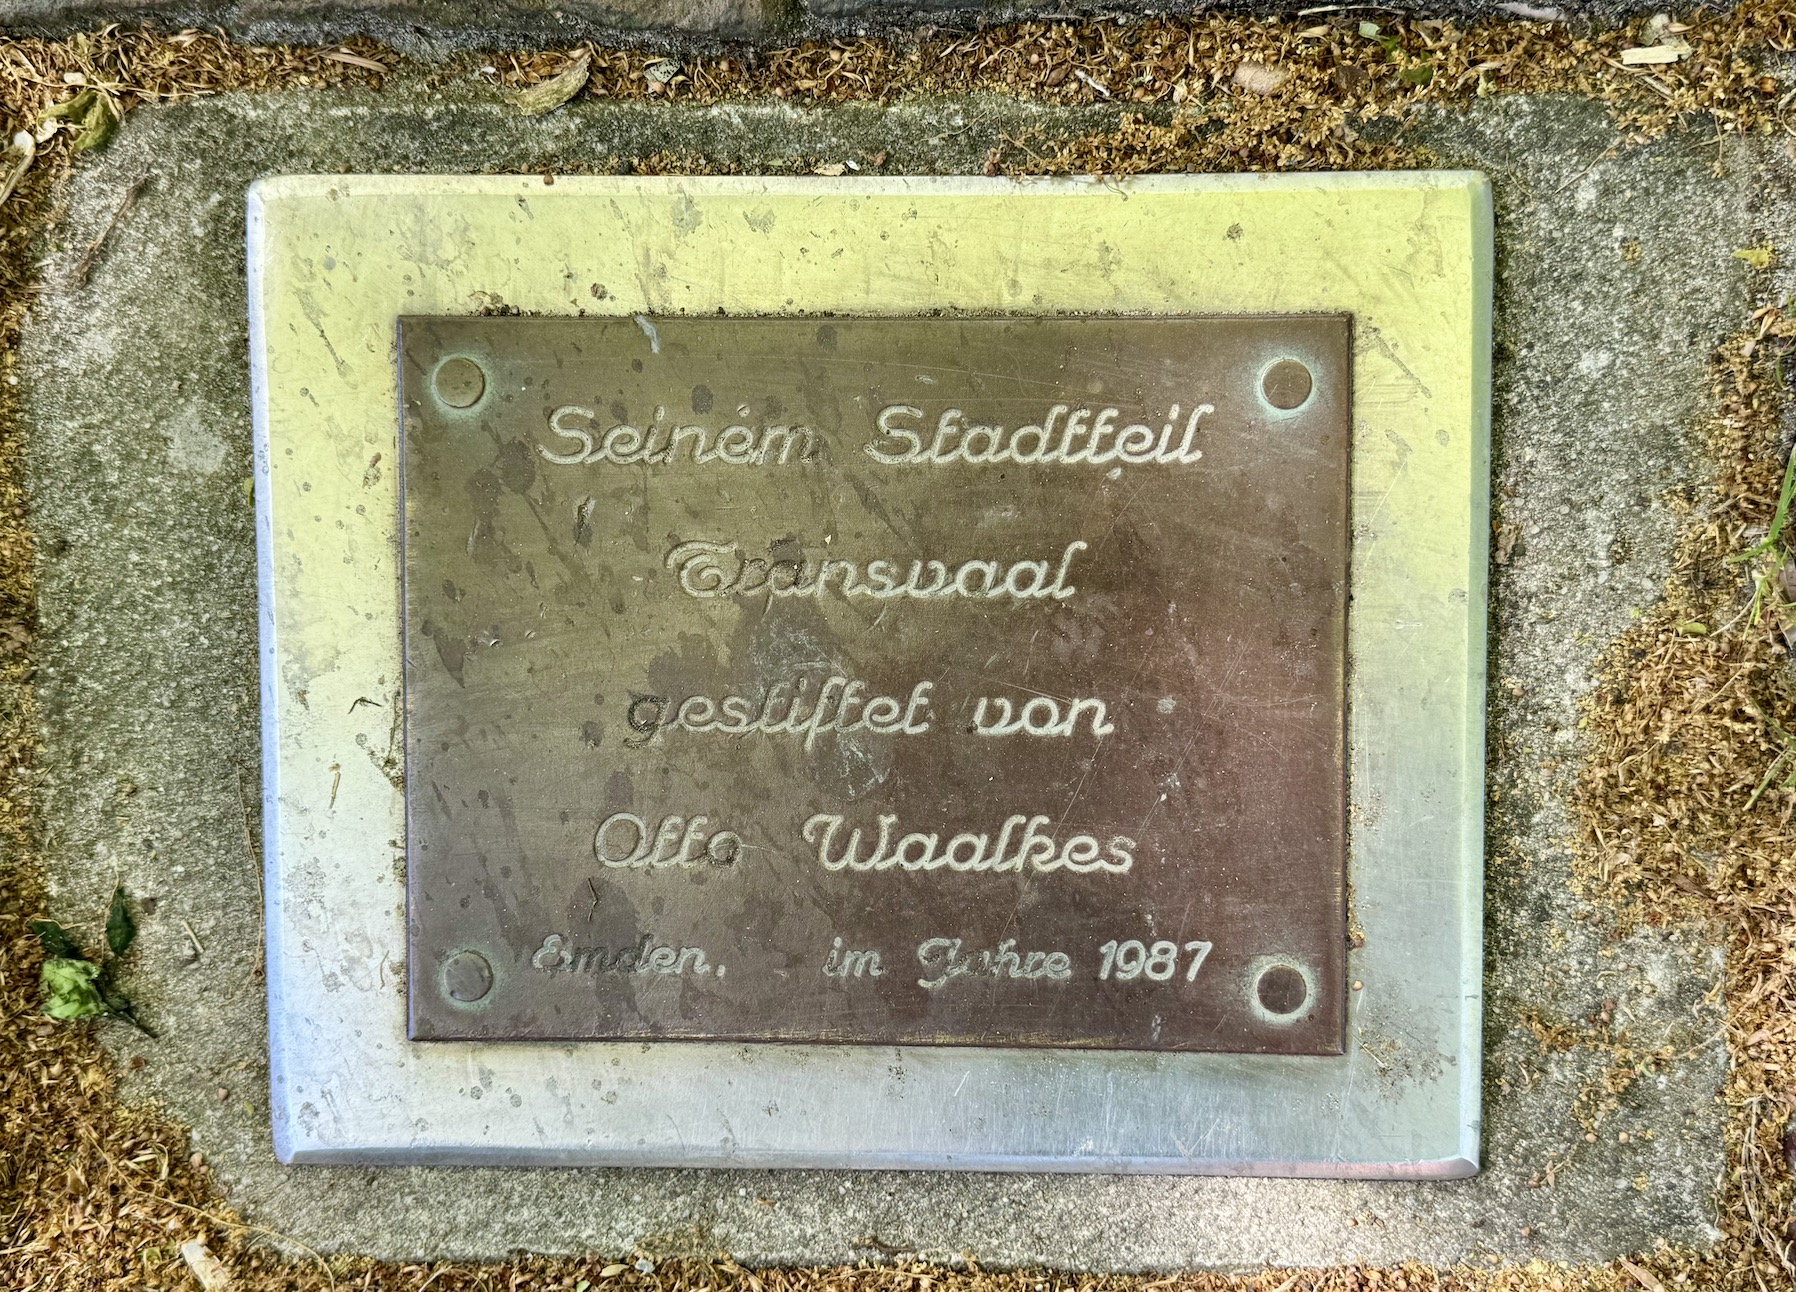 Seinem Stadtteil
Transvaal
gestiftet von
Otto Waalkes
Emden. im Jahre 1987